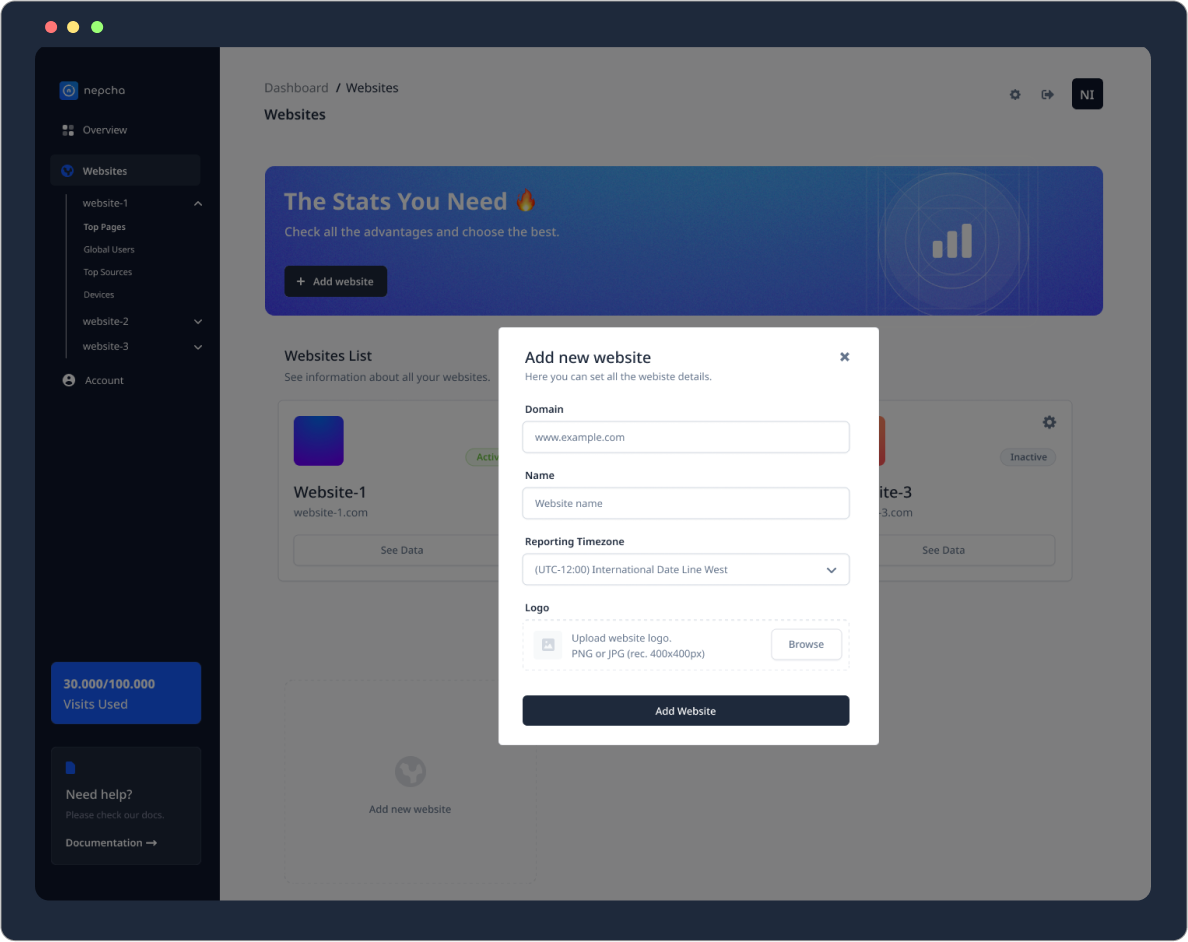 nepcha
Overview
Websites
website-1
Top Pages
Global Users
Top Sources
Devices
website-2
website-3
Account
30.000/100.000
Visits Used
Need help?
Please check our docs.
Documentation →
Dashboard / Websites
Websites
NI
The Stats You Need 🔥
Check all the advantages and choose the best.
+ Add website
Websites List
See information about all your websites.
Activ
Website-1
website-1.com
See Data
Inactive
ite-3
-3.com
See Data
Add new website
Add new website
Here you can set all the webiste details.
Domain
www.example.com
Name
Website name
Reporting Timezone
(UTC-12:00) International Date Line West
Logo
Upload website logo.
PNG or JPG (rec. 400x400px)
Browse
Add Website